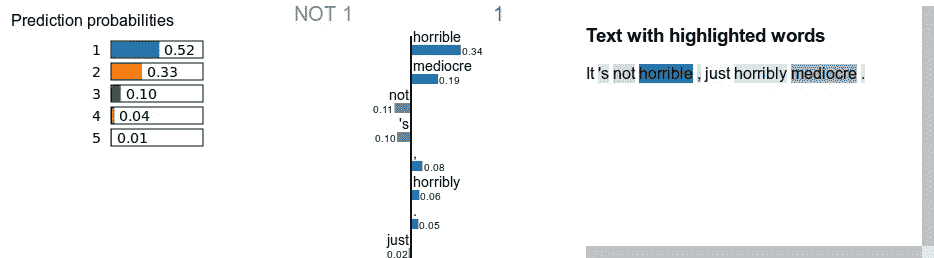 Prediction probabilities
1 0.52
2 0.33
3 0.10
4 0.04
5 0.01
NOT 1 1
horrible
0.34
mediocre
0.19
not
0.11
's
0.10
,
0.08
horribly
0.06
.
0.05
just
0.02
Text with highlighted words
It 's not horrible , just horribly mediocre .